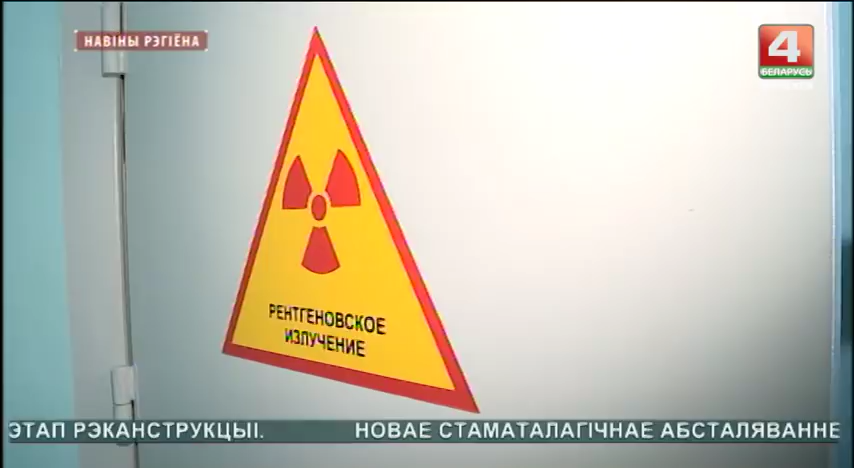 НАВІНЫ РЭГІЁНА
4
БЕЛАРУСЬ
РЕНТГЕНОВСКОЕ
ИЗЛУЧЕНИЕ
ЭТАП РЭКАНСТРУКЦЫІ. НОВАЕ СТАМАТАЛАГІЧНАЕ АБСТАЛЯВАННЕ